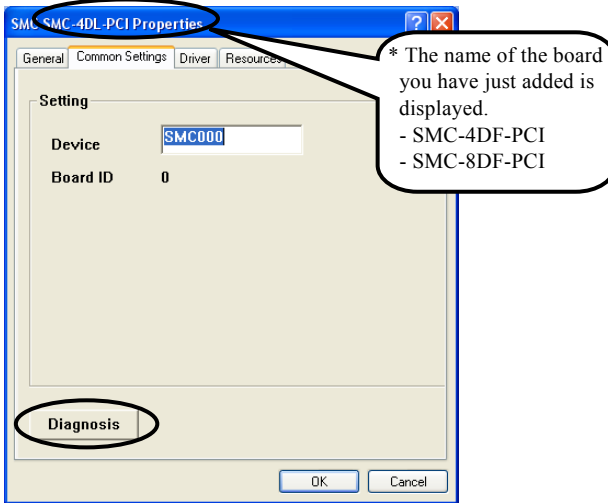 SMC SMC-4DL-PCI Properties
General Common Settings Driver Resources
* The name of the board
you have just added is
displayed.
- SMC-4DF-PCI
- SMC-8DF-PCI
Setting
Device SMC000
Board ID 0
Diagnosis
OK Cancel